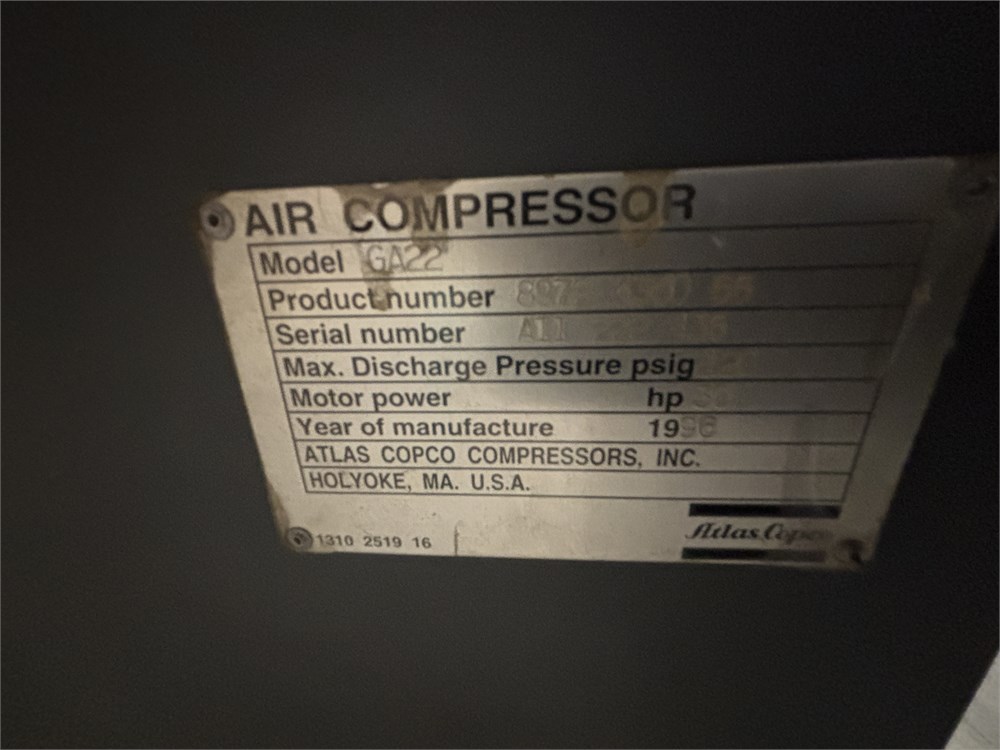 AIR COMPRESSOR
Model GA22
Product number
Serial number
Max. Discharge Pressure psig
Motor power hp
Year of manufacture 1996
ATLAS COPCO COMPRESSORS, INC.
HOLYOKE, MA. U.S.A.
1310 2519 16
Atlas Copco